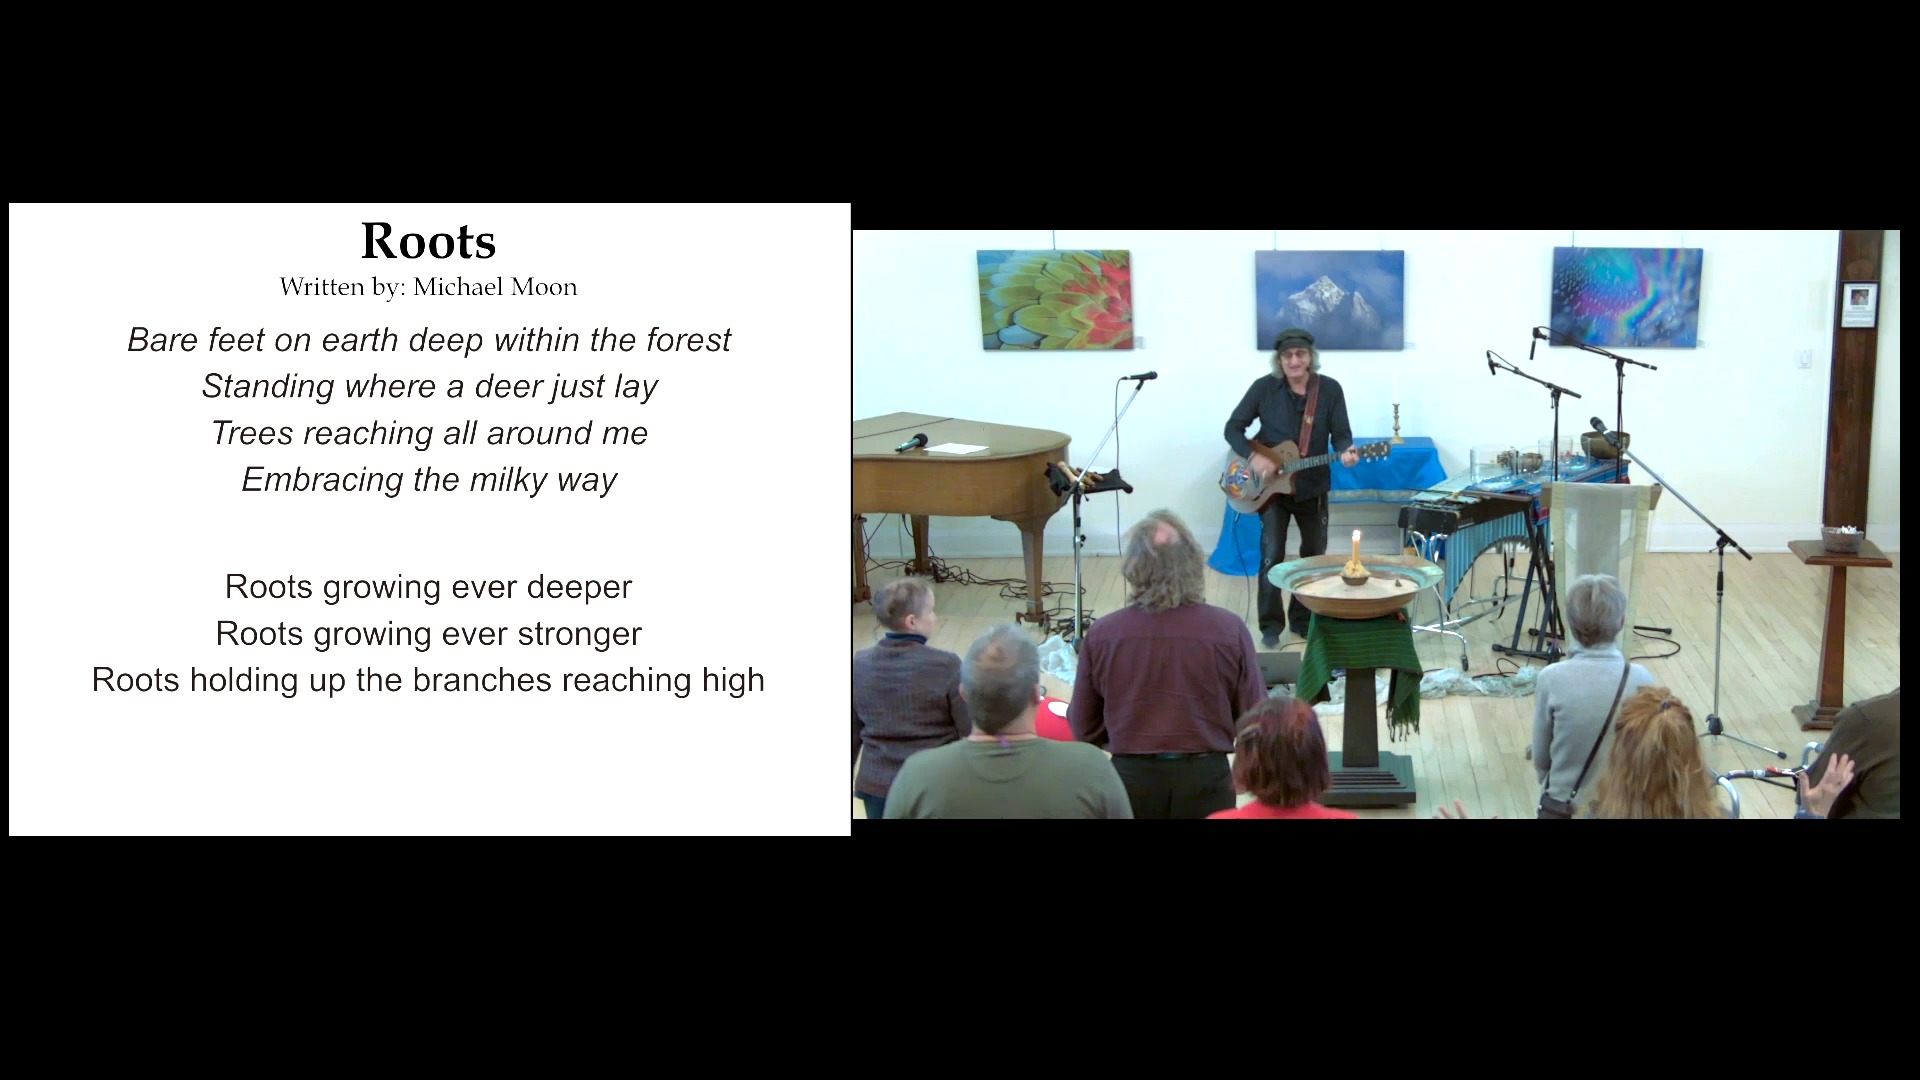 Roots
Written by: Michael Moon
Bare feet on earth deep within the forest
Standing where a deer just lay
Trees reaching all around me
Embracing the milky way
Roots growing ever deeper
Roots growing ever stronger
Roots holding up the branches reaching high